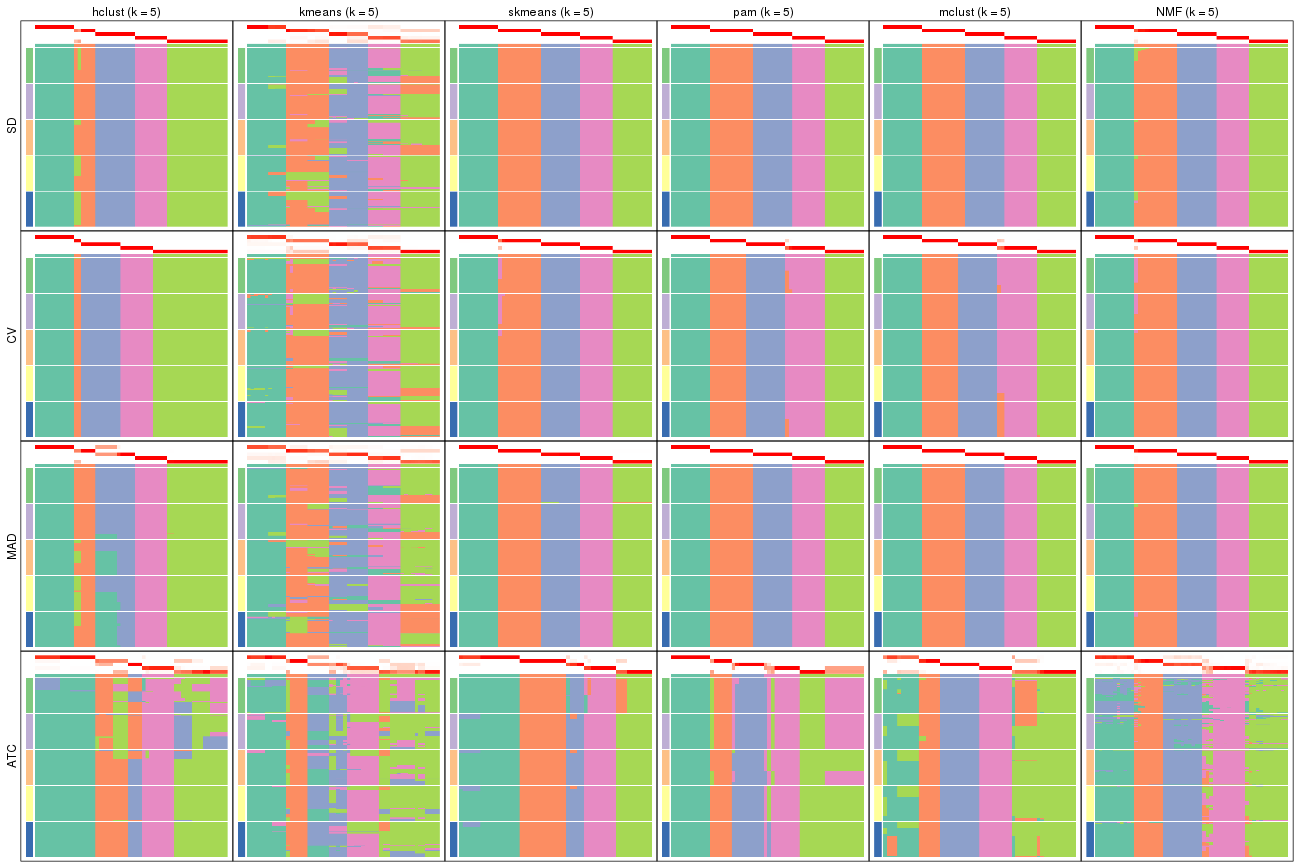 hclust (k = 5) kmeans (k = 5) skmeans (k = 5) pam (k = 5) mclust (k = 5) NMF (k = 5)
SD
CV
MAD
ATC